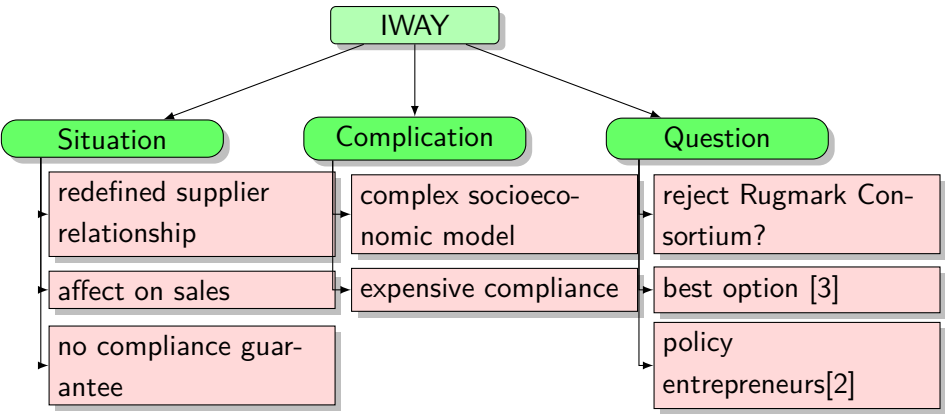 IWAY
Situation
redefined supplier
relationship
affect on sales
no compliance guar-
antee
Complication
complex socioeco-
nomic model
expensive compliance
Question
reject Rugmark Con-
sortium?
best option [3]
policy
entrepreneurs[2]